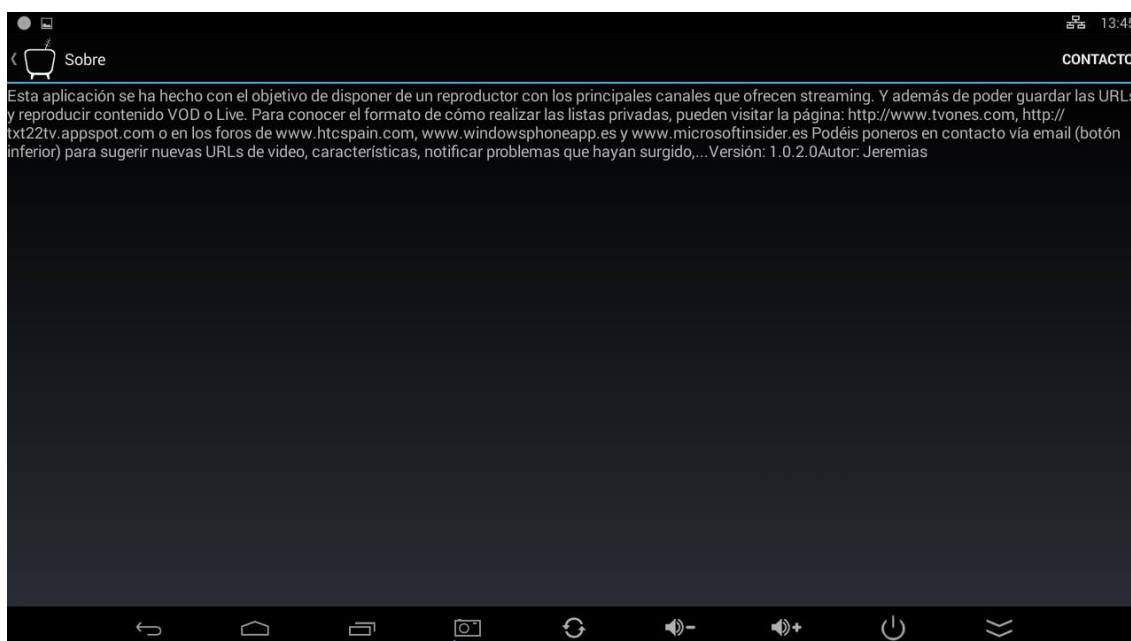 13:45
Sobre
CONTACTO
Esta aplicación se ha hecho con el objetivo de disponer de un reproductor con los principales canales que ofrecen streaming. Y además de poder guardar las URLs
y reproducir contenido VOD o Live. Para conocer el formato de cómo realizar las listas privadas, pueden visitar la página: http://www.tvones.com, http://
txt22tv.appspot.com o en los foros de www.htcspain.com, www.windowsphoneapp.es y www.microsoftinsider.es Podéis poneros en contacto vía email (botón
inferior) para sugerir nuevas URLs de video, características, notificar problemas que hayan surgido,...Versión: 1.0.2.0Autor: Jeremias